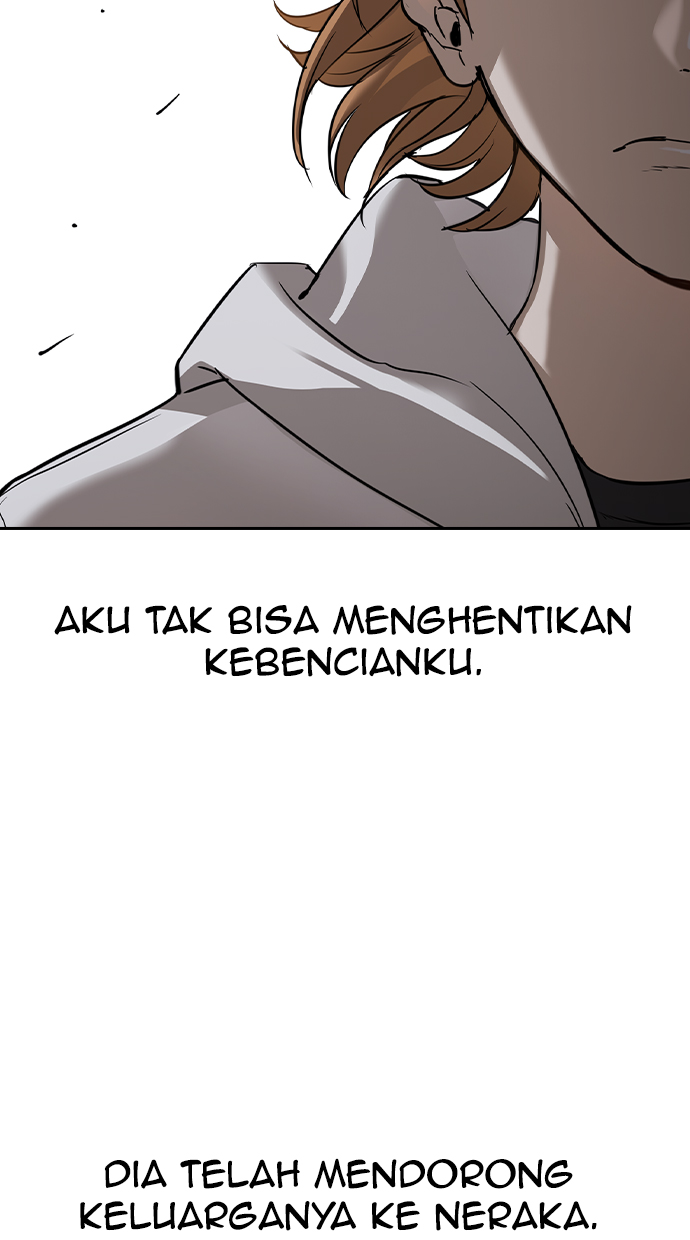 AKU TAK BISA MENGHENTIKAN
KEBENCIANKU.
DIA TELAH MENDORONG
KELUARGANYA KE NERAKA.